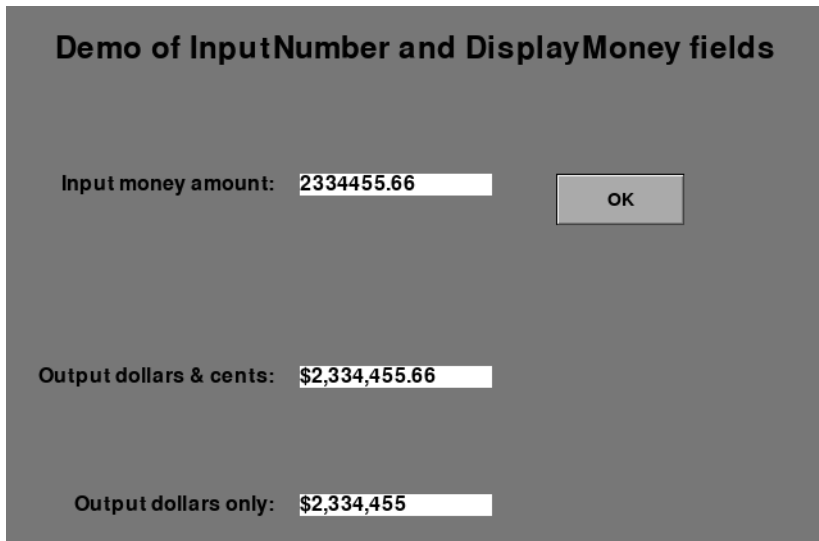 Demo of InputNumber and DisplayMoney fields
Input money amount: 2334455.66
OK
Output dollars & cents: $2,334,455.66
Output dollars only: $2,334,455